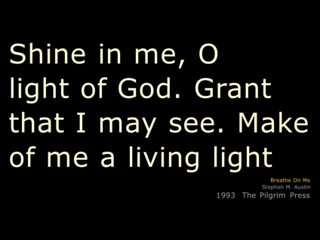 Shine in me, O
light of God. Grant
that I may see. Make
of me a living light
Breathe On Me
Stephen M. Austin
1993 The Pilgrim Press